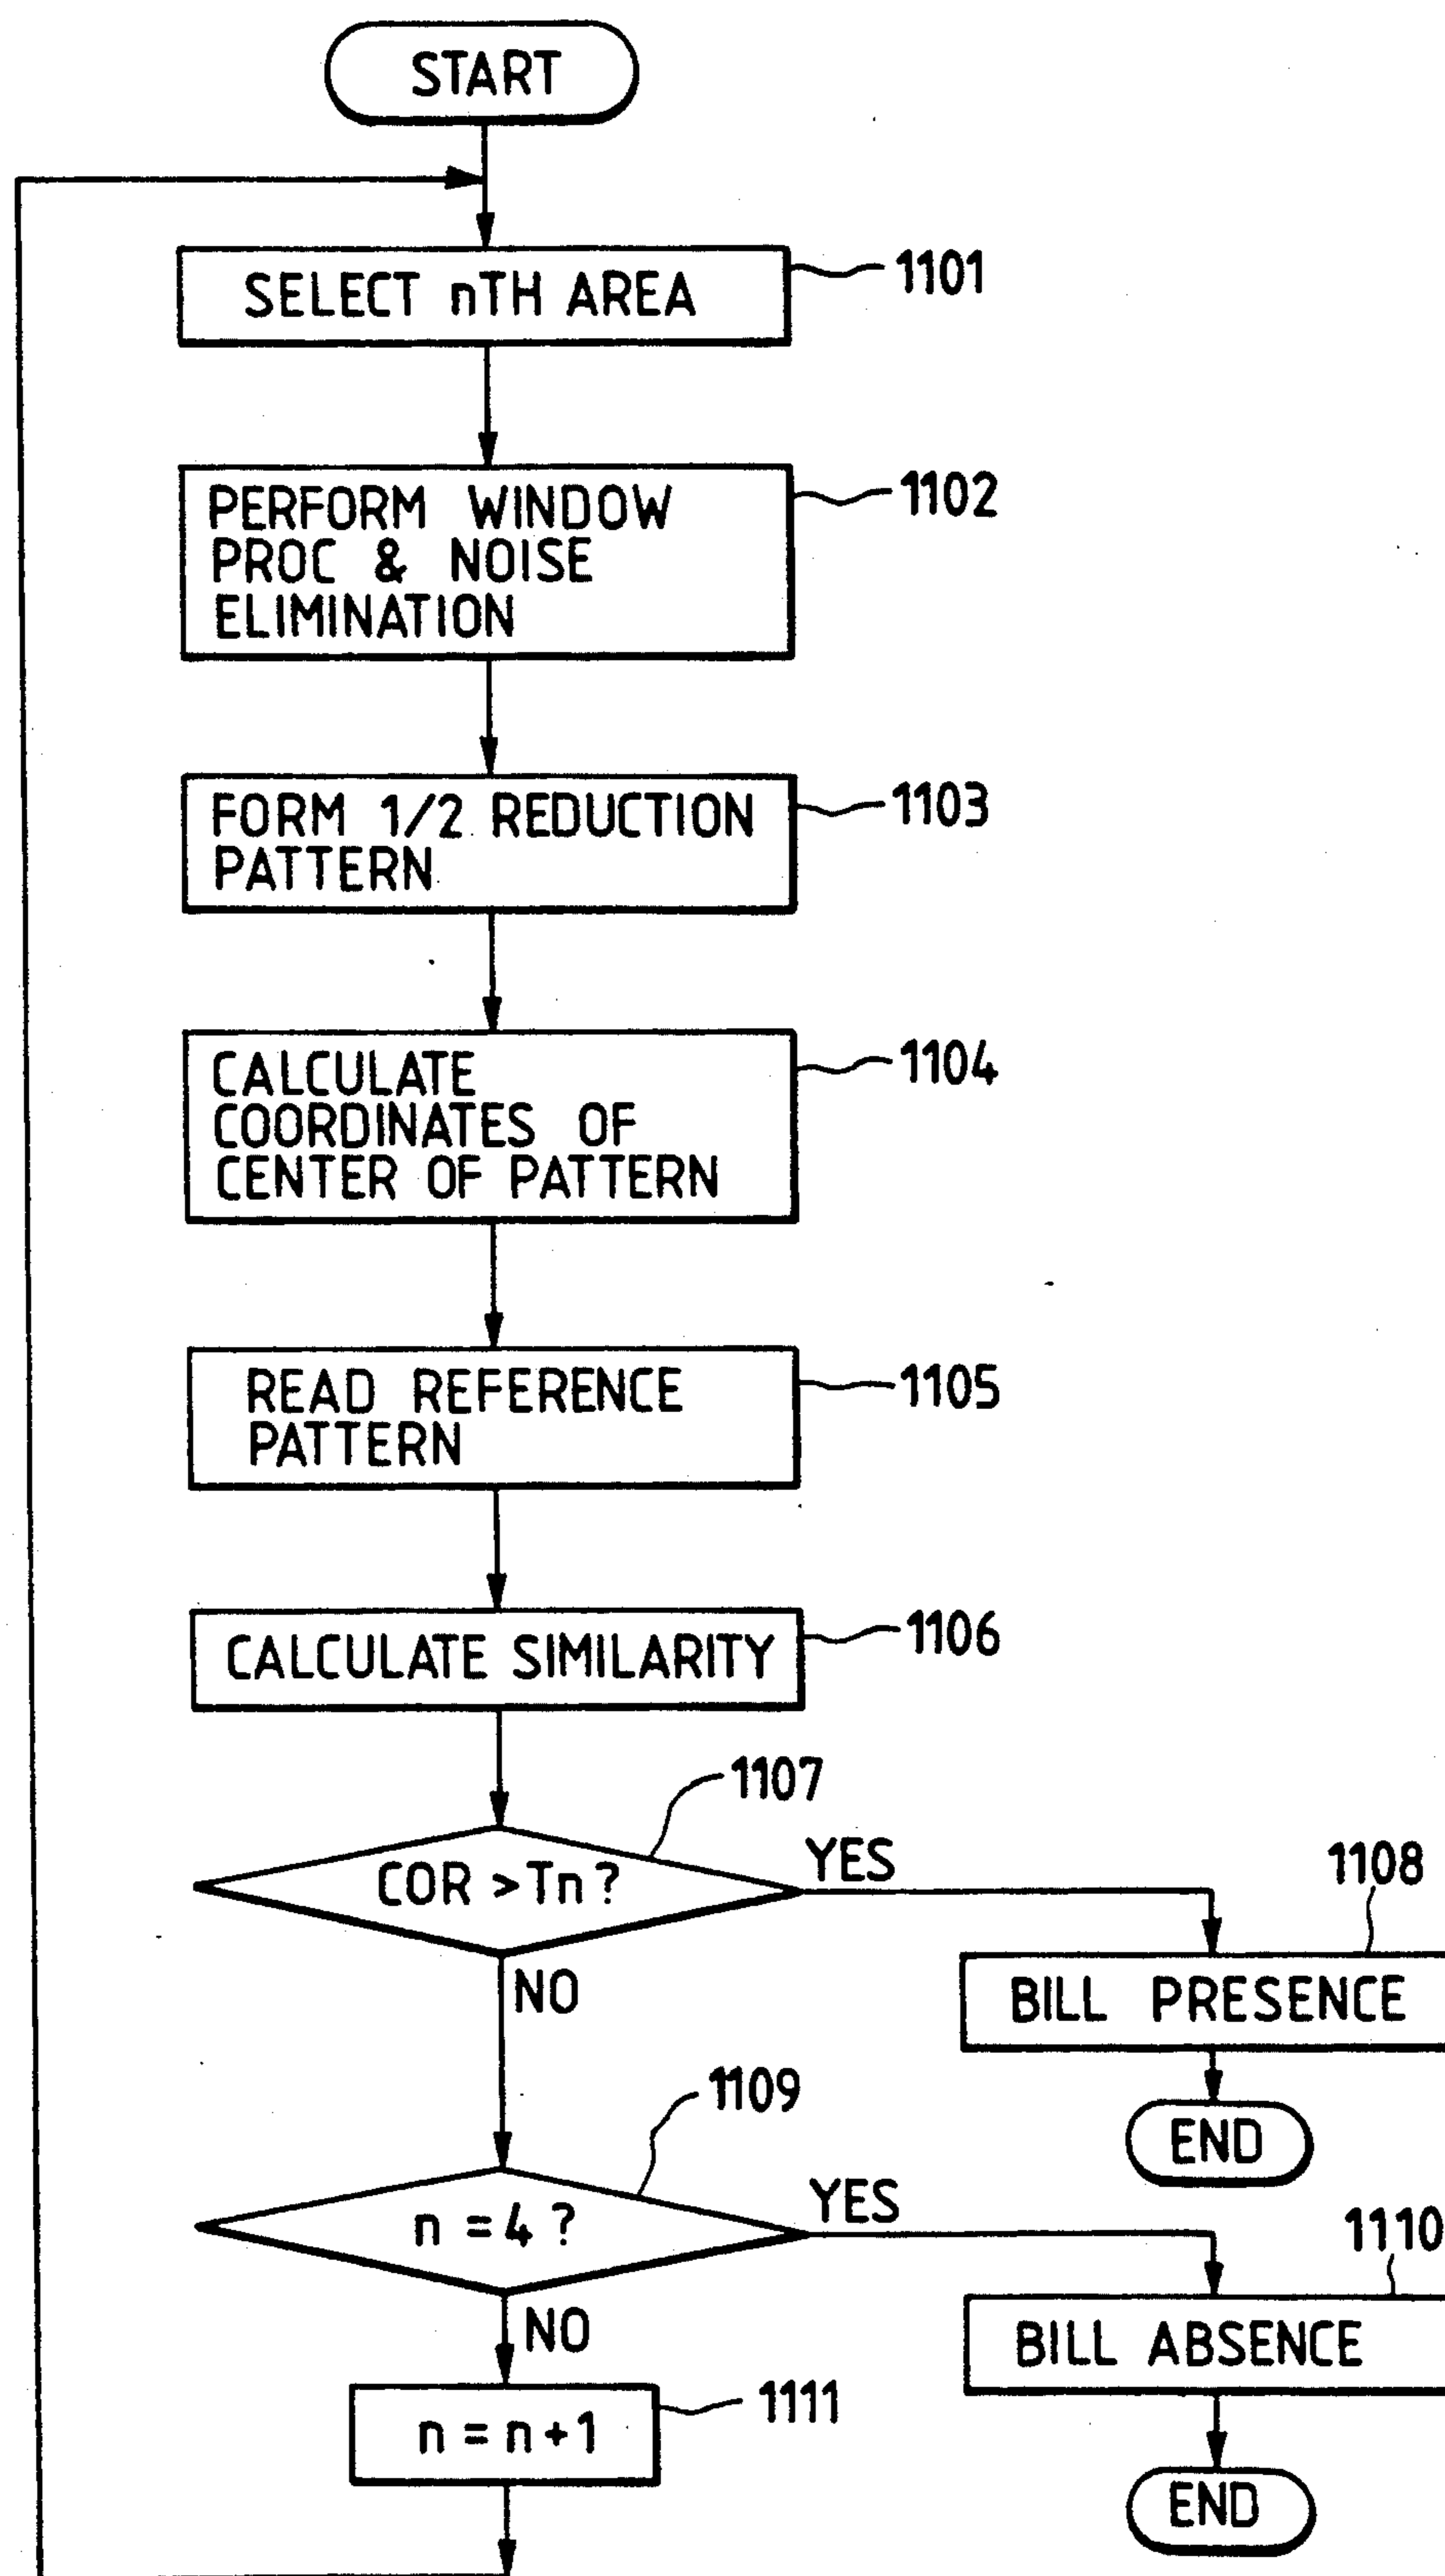 START
SELECT nTH AREA
1101
PERFORM WINDOW
PROC & NOISE
ELIMINATION
1102
FORM 1/2 REDUCTION
PATTERN
1103
CALCULATE
COORDINATES OF
CENTER OF PATTERN
1104
READ REFERENCE
PATTERN
1105
CALCULATE SIMILARITY
1106
1107
COR >Tn?
YES
1108
BILL PRESENCE
NO
END
1109
n = 4 ?
YES
1110
BILL ABSENCE
NO
1111
n = n+1
END